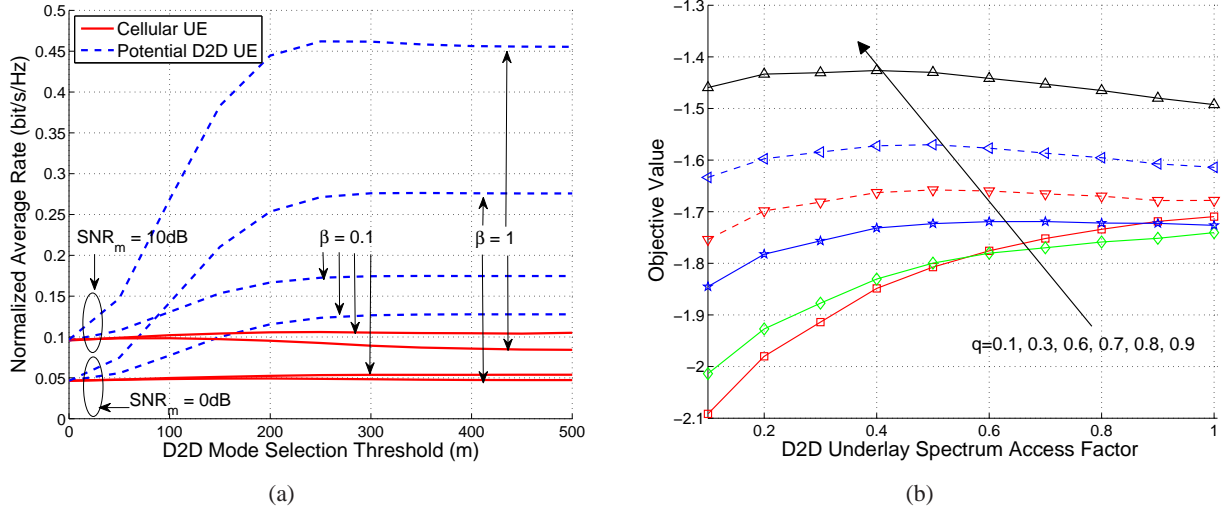 0.5
0.45
0.4
0.35
0.3
0.25
0.2
0.15
0.1
0.05
0
0 100 200 300 400 500
Normalized Average Rate (bit/s/Hz)
D2D Mode Selection Threshold (m)
Cellular UE
Potential D2D UE
SNR_m = 10dB
β = 0.1
β = 1
SNR_m = 0dB
(a)
−1.3
−1.4
−1.5
−1.6
−1.7
−1.8
−1.9
−2
−2.1
0.2 0.4 0.6 0.8 1
Objective Value
D2D Underlay Spectrum Access Factor
q=0.1, 0.3, 0.6, 0.7, 0.8, 0.9
(b)